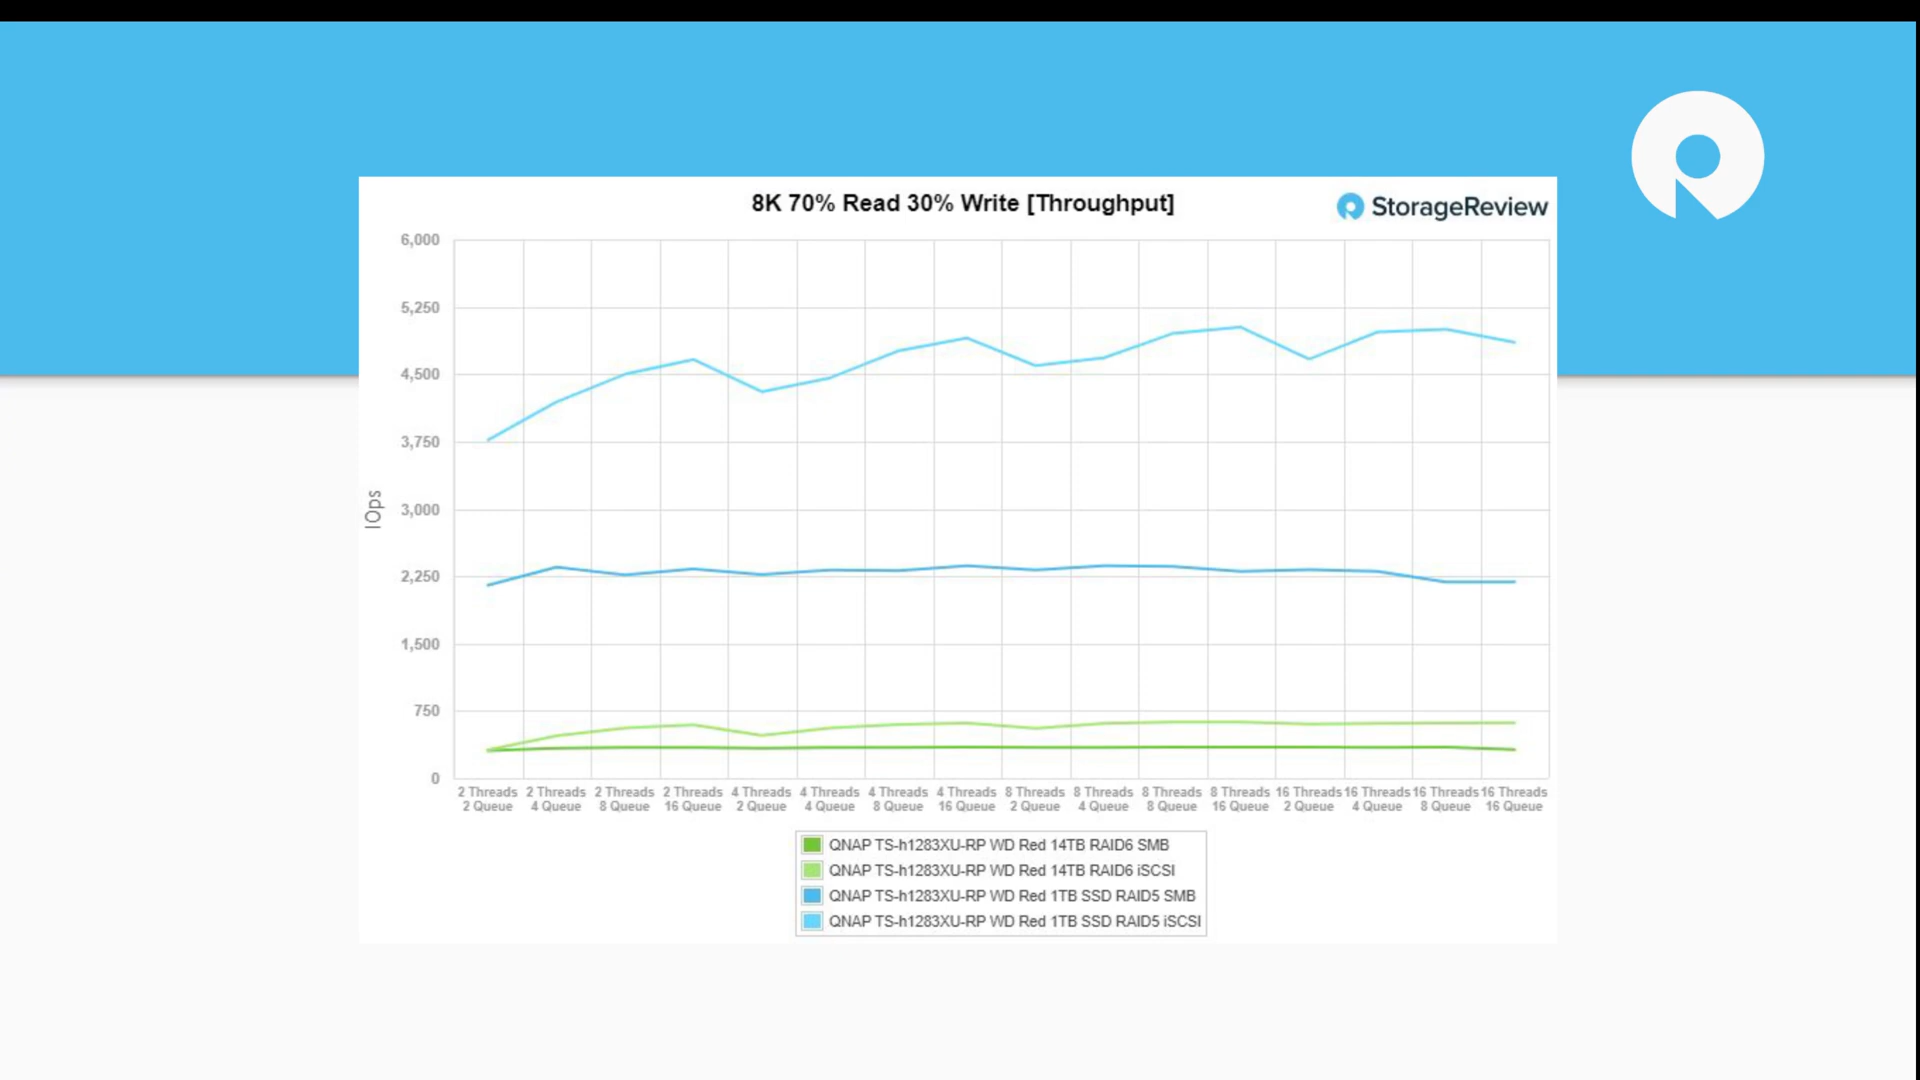 8K 70% Read 30% Write [Throughput]
StorageReview
6,000
5,250
4,500
3,750
3,000
2,250
1,500
750
0
IOps
2 Threads 2 Threads 2 Threads 2 Threads 4 Threads 4 Threads 4 Threads 4 Threads 8 Threads 8 Threads 8 Threads 8 Threads 16 Threads 16 Threads 16 Threads 16 Threads
2 Queue 4 Queue 8 Queue 16 Queue 2 Queue 4 Queue 8 Queue 16 Queue 2 Queue 4 Queue 8 Queue 16 Queue 2 Queue 4 Queue 8 Queue 16 Queue
QNAP TS-h1283XU-RP WD Red 14TB RAID6 SMB
QNAP TS-h1283XU-RP WD Red 14TB RAID6 iSCSI
QNAP TS-h1283XU-RP WD Red 1TB SSD RAID5 SMB
QNAP TS-h1283XU-RP WD Red 1TB SSD RAID5 iSCSI